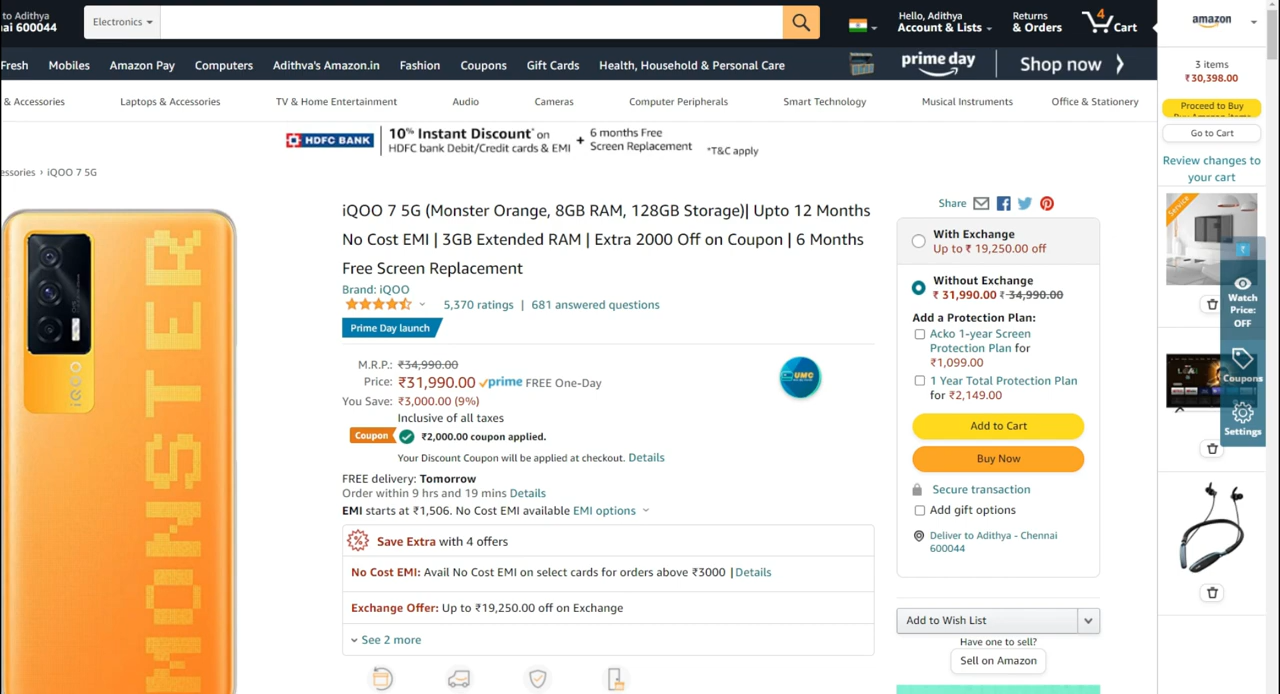 to Adithya
ai 600044
Electronics
Hello, Adithya
Account & Lists
Returns
& Orders
4
Cart
Fresh
Mobiles
Amazon Pay
Computers
Adithya's Amazon.in
Fashion
Coupons
Gift Cards
Health, Household & Personal Care
prime day
Shop now
& Accessories
Laptops & Accessories
TV & Home Entertainment
Audio
Cameras
Computer Peripherals
Smart Technology
Musical Instruments
Office & Stationery
HDFC BANK
10% Instant Discount* on
HDFC bank Debit/Credit cards & EMI
+
6 months Free
Screen Replacement
*T&C apply
essories › iQOO 7 5G
MONSTER
iQOO
iQOO 7 5G (Monster Orange, 8GB RAM, 128GB Storage)| Upto 12 Months
No Cost EMI | 3GB Extended RAM | Extra 2000 Off on Coupon | 6 Months
Free Screen Replacement
Brand: iQOO
5,370 ratings | 681 answered questions
Prime Day launch
M.R.P.: ₹34,990.00
Price: ₹31,990.00 prime FREE One-Day
You Save: ₹3,000.00 (9%)
Inclusive of all taxes
Coupon ₹2,000.00 coupon applied.
Your Discount Coupon will be applied at checkout. Details
UMC
FREE delivery: Tomorrow
Order within 9 hrs and 19 mins Details
EMI starts at ₹1,506. No Cost EMI available EMI options
Save Extra with 4 offers
No Cost EMI: Avail No Cost EMI on select cards for orders above ₹3000 |Details
Exchange Offer: Up to ₹19,250.00 off on Exchange
See 2 more
Share
With Exchange
Up to ₹ 19,250.00 off
Without Exchange
₹ 31,990.00 ₹ 34,990.00
Add a Protection Plan:
Acko 1-year Screen
Protection Plan for
₹1,099.00
1 Year Total Protection Plan
for ₹2,149.00
Add to Cart
Buy Now
Secure transaction
Add gift options
Deliver to Adithya - Chennai
600044
Add to Wish List
Have one to sell?
Sell on Amazon
amazon
3 items
₹30,398.00
Proceed to Buy
Buy Amazon items
Go to Cart
Review changes to
your cart
Service
₹
Watch
Price:
OFF
Coupons
Settings